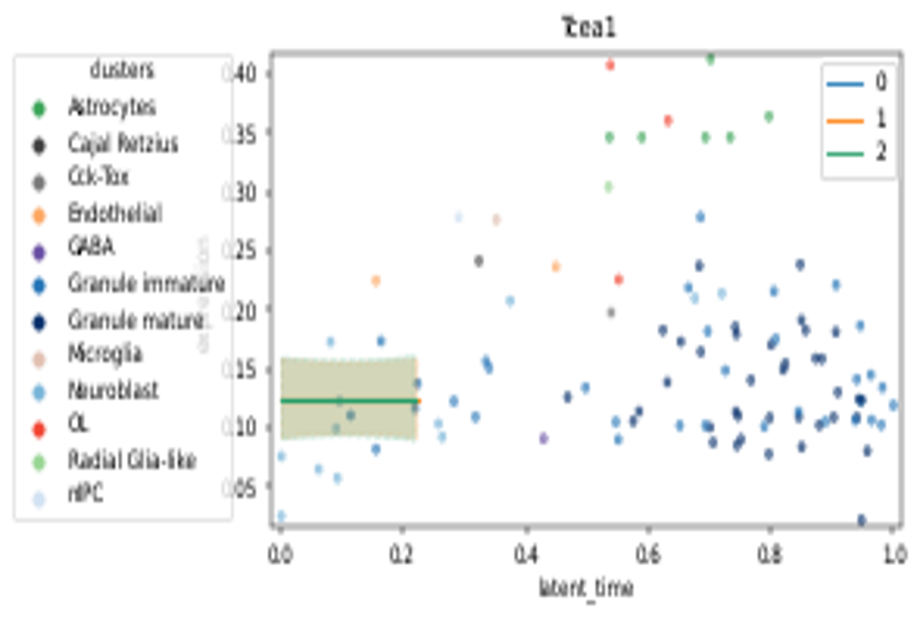 Tcea1
clusters
Astrocytes
Cajal Retzius
Cck-Tox
Endothelial
GABA
Granule immature
Granule mature
Microglia
Neuroblast
OL
Radial Glia-like
nIPC
0.40
0.35
0.30
0.25
0.20
0.15
0.10
0.05
0
1
2
0.0 0.2 0.4 0.6 0.8 1.0
latent_time